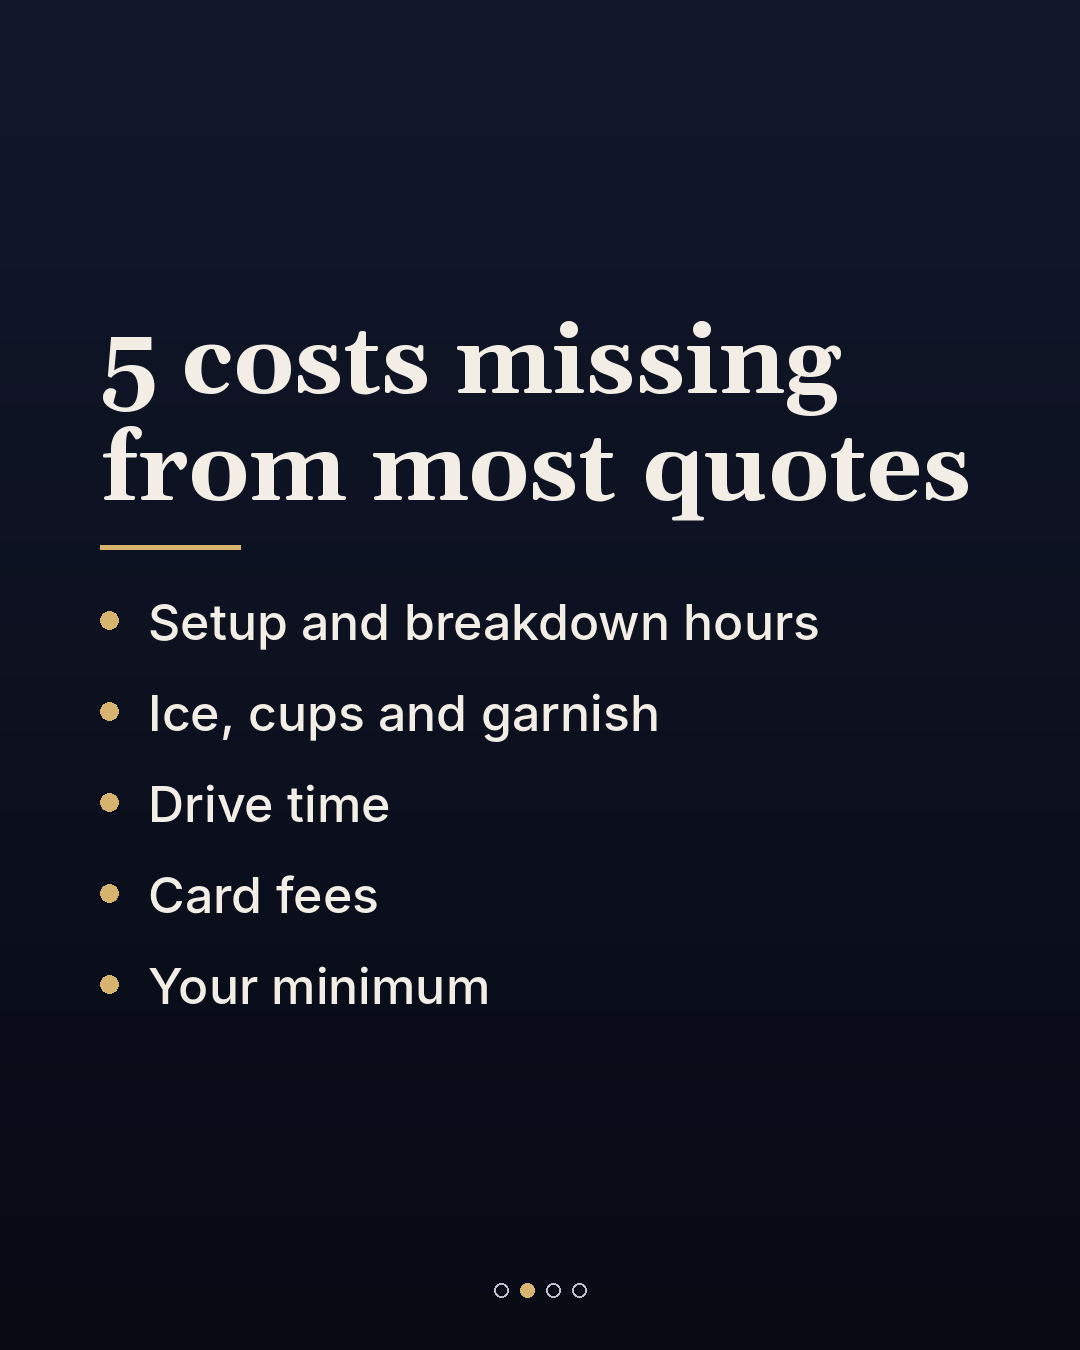 5 costs missing
from most quotes
Setup and breakdown hours
Ice, cups and garnish
Drive time
Card fees
Your minimum